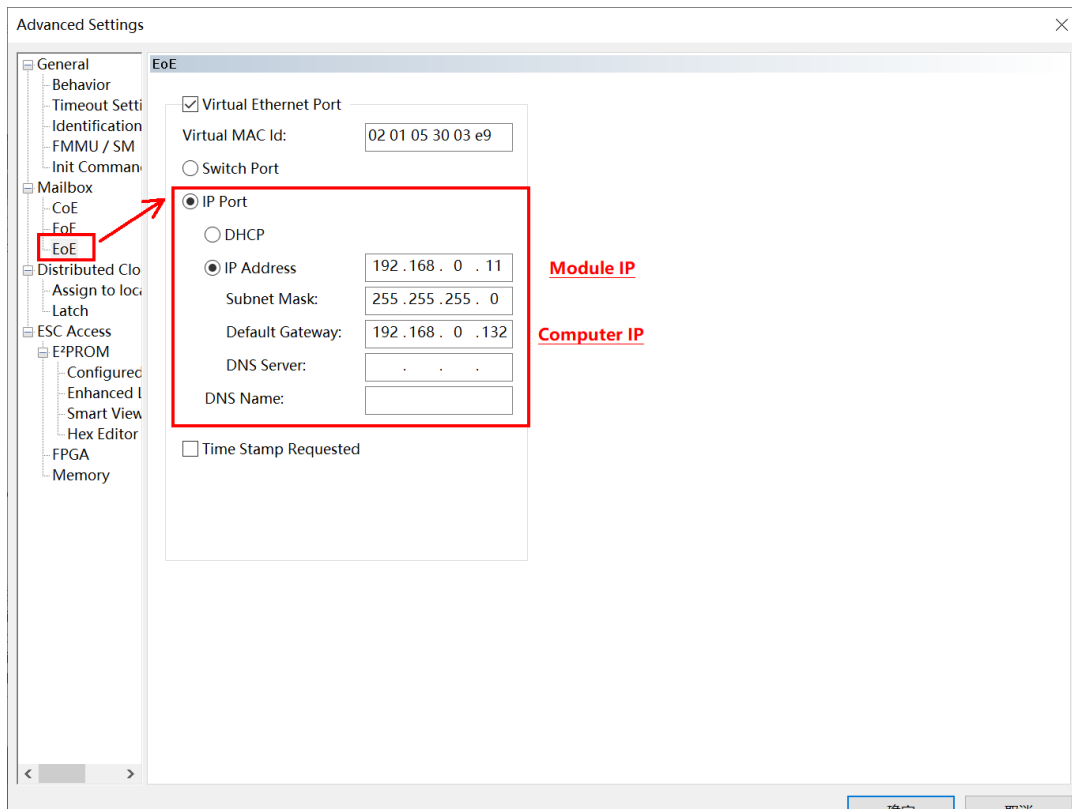 Advanced Settings
General
Behavior
Timeout Setti
Identification
FMMU / SM
Init Comman
Mailbox
CoE
FoE
EoE
Distributed Clo
Assign to loca
Latch
ESC Access
E²PROM
Configured
Enhanced L
Smart View
Hex Editor
FPGA
Memory
EoE
Virtual Ethernet Port
Virtual MAC Id: 02 01 05 30 03 e9
Switch Port
IP Port
DHCP
IP Address 192 .168 . 0 . 11 Module IP
Subnet Mask: 255 .255 .255 . 0
Default Gateway: 192 .168 . 0 .132 Computer IP
DNS Server: . . .
DNS Name:
Time Stamp Requested
确定 取消